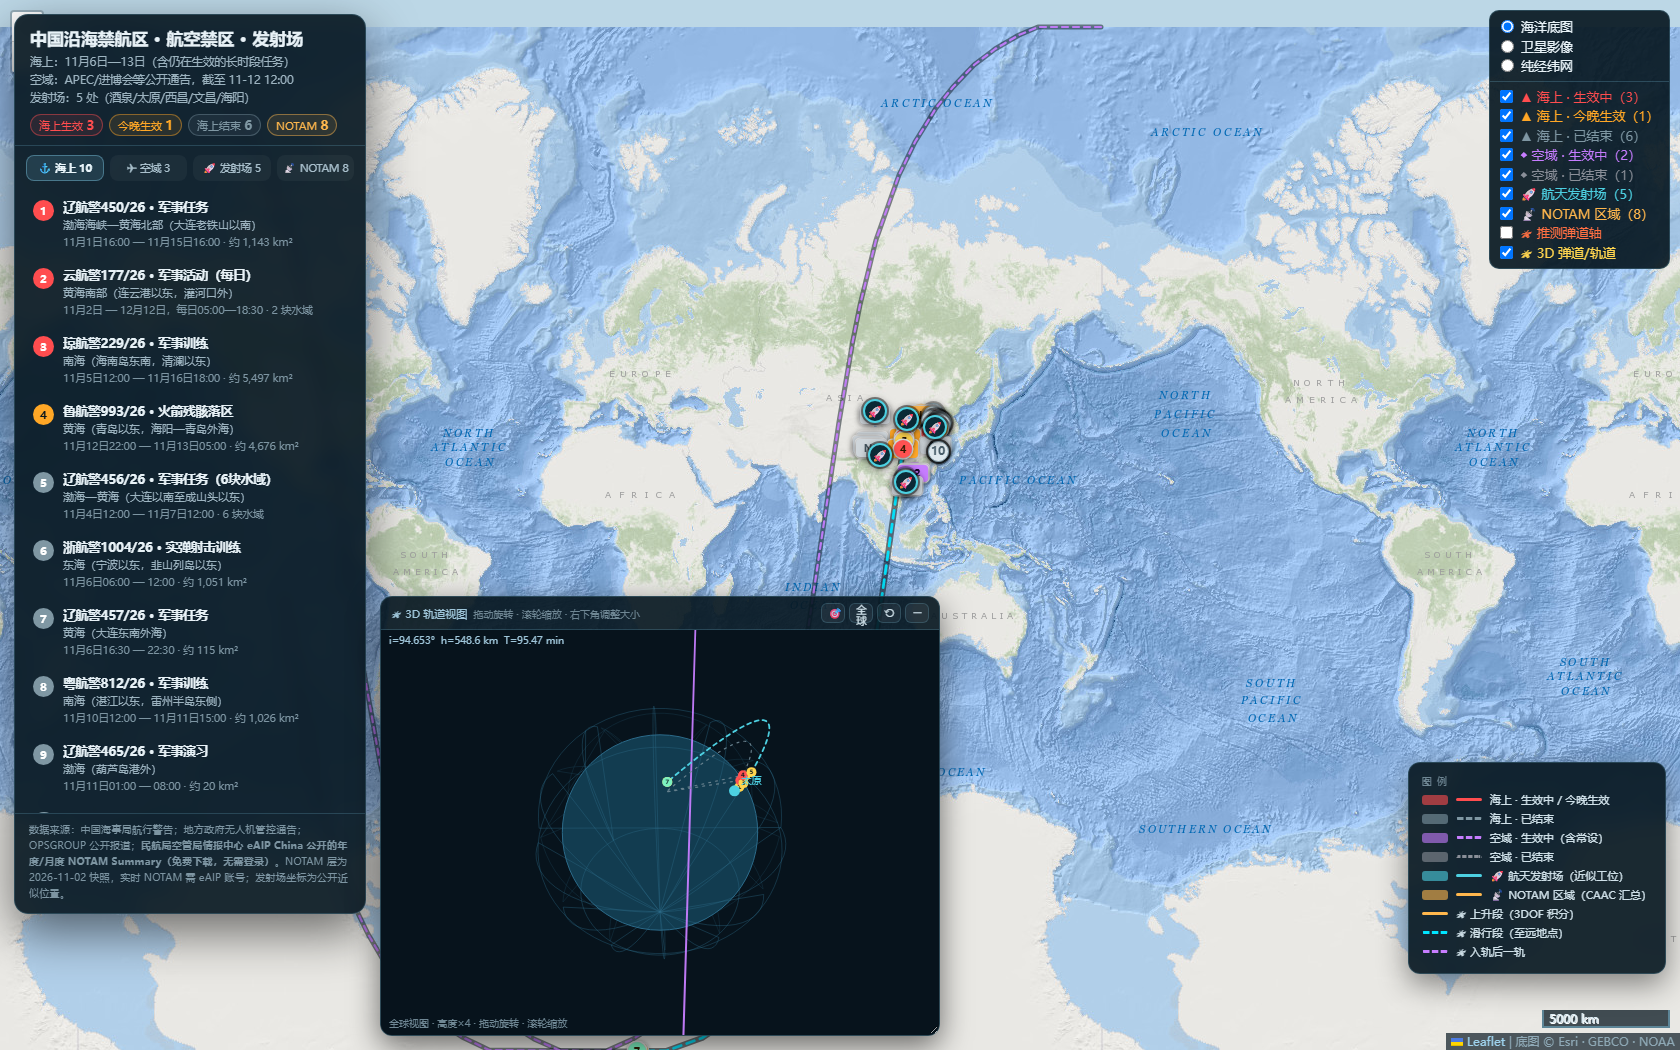 中国沿海禁航区 • 航空禁区 • 发射场
海上：11月6日—13日（含仍在生效的长时段任务）
空域：APEC/进博会等公开通告，截至 11-12 12:00
发射场：5 处（酒泉/太原/西昌/文昌/海阳）
海上生效 3
今晚生效 1
海上结束 6
NOTAM 8
海上 10
空域 3
发射场 5
NOTAM 8
1
辽航警450/26 • 军事任务
渤海海峡—黄海北部（大连老铁山以南）
11月1日16:00 — 11月15日16:00 · 约 1,143 km²
2
云航警177/26 • 军事活动（每日）
黄海南部（连云港以东，灌河口外）
11月2日 — 12月12日，每日05:00—18:30 · 2 块水域
3
琼航警229/26 • 军事训练
南海（海南岛东南，清澜以东）
11月5日12:00 — 11月16日18:00 · 约 5,497 km²
4
鲁航警993/26 • 火箭残骸落区
黄海（青岛以东，海阳—青岛外海）
11月12日22:00 — 11月13日05:00 · 约 4,676 km²
5
辽航警456/26 • 军事任务（6块水域）
渤海—黄海（大连以南至成山头以东）
11月4日12:00 — 11月7日12:00 · 6 块水域
6
浙航警1004/26 • 实弹射击训练
东海（宁波以东，韭山列岛以东）
11月6日06:00 — 12:00 · 约 1,051 km²
7
辽航警457/26 • 军事任务
黄海（大连东南外海）
11月6日16:30 — 22:30 · 约 115 km²
8
粤航警812/26 • 军事训练
南海（湛江以东，雷州半岛东侧）
11月10日12:00 — 11月11日15:00 · 约 1,026 km²
9
辽航警465/26 • 军事演习
渤海（葫芦岛港外）
11月11日01:00 — 08:00 · 约 20 km²
数据来源：中国海事局航行警告；地方政府无人机管控通告；
OPSGROUP 公开报道；民航局空管局情报中心 eAIP China 公开的年
度/月度 NOTAM Summary（免费下载，无需登录）。NOTAM 层为
2026-11-02 快照，实时 NOTAM 需 eAIP 账号；发射场坐标为公开近
似位置。
海洋底图
卫星影像
纯经纬网
海上 · 生效中（3）
海上 · 今晚生效（1）
海上 · 已结束（6）
空域 · 生效中（2）
空域 · 已结束（1）
航天发射场（5）
NOTAM 区域（8）
推测弹道轴
3D 弹道/轨道
ARCTIC OCEAN
ARCTIC OCEAN
EUROPE
ASIA
AFRICA
NORTH
ATLANTIC
OCEAN
NORTH
PACIFIC
OCEAN
NORTH
AMERICA
NORTH
ATLANTIC
OCEAN
EURO
AFRI
PACIFIC OCEAN
SOUTH
AMERICA
SOUTH
AMERICA
INDIAN
USTRALIA
SOUTH
PACIFIC
OCEAN
SOUTH
ATLANTIC
OCEAN
OCEAN
SOUTHERN OCEAN
4
10
2
3D 轨道视图 拖动旋转 · 滚轮缩放 · 右下角调整大小
全球
i=94.653° h=548.6 km T=95.47 min
7
5
原
全球视图 · 高度×4 · 拖动旋转 · 滚轮缩放
图 例
海上 · 生效中 / 今晚生效
海上 · 已结束
空域 · 生效中（含常设）
空域 · 已结束
航天发射场（近似工位）
NOTAM 区域（CAAC 汇总）
上升段（3DOF 积分）
滑行段（至远地点）
入轨后一轨
5000 km
Leaflet | 底图 © Esri · GEBCO · NOAA